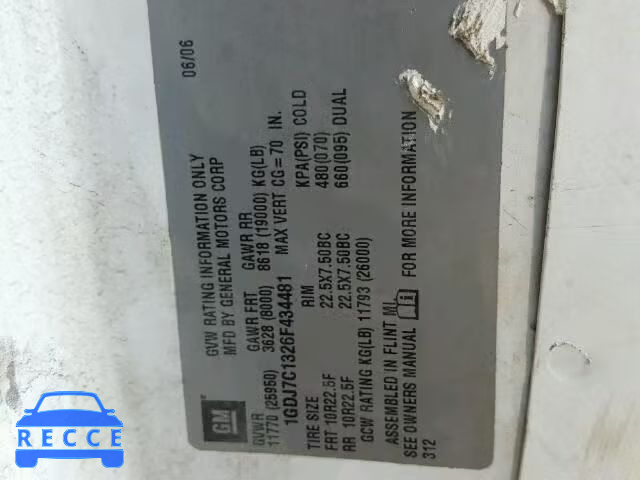 06/06
GVW RATING INFORMATION ONLY
MFD BY GENERAL MOTORS CORP
GM
GVWR GAWR FRT GAWR RR
11770 (25950) 3628 (8000) 8618 (19000) KG(LB)
1GDJ7C1326F434481 MAX VERT CG=70 IN.
TIRE SIZE RIM KPA(PSI) COLD
FRT 10R22.5F 22.5X7.50BC 480(070)
RR 10R22.5F 22.5X7.50BC 660(095) DUAL
GCW RATING KG(LB) 11793 (26000)
ASSEMBLED IN FLINT MI.
SEE OWNERS MANUAL FOR MORE INFORMATION
312
RECCE